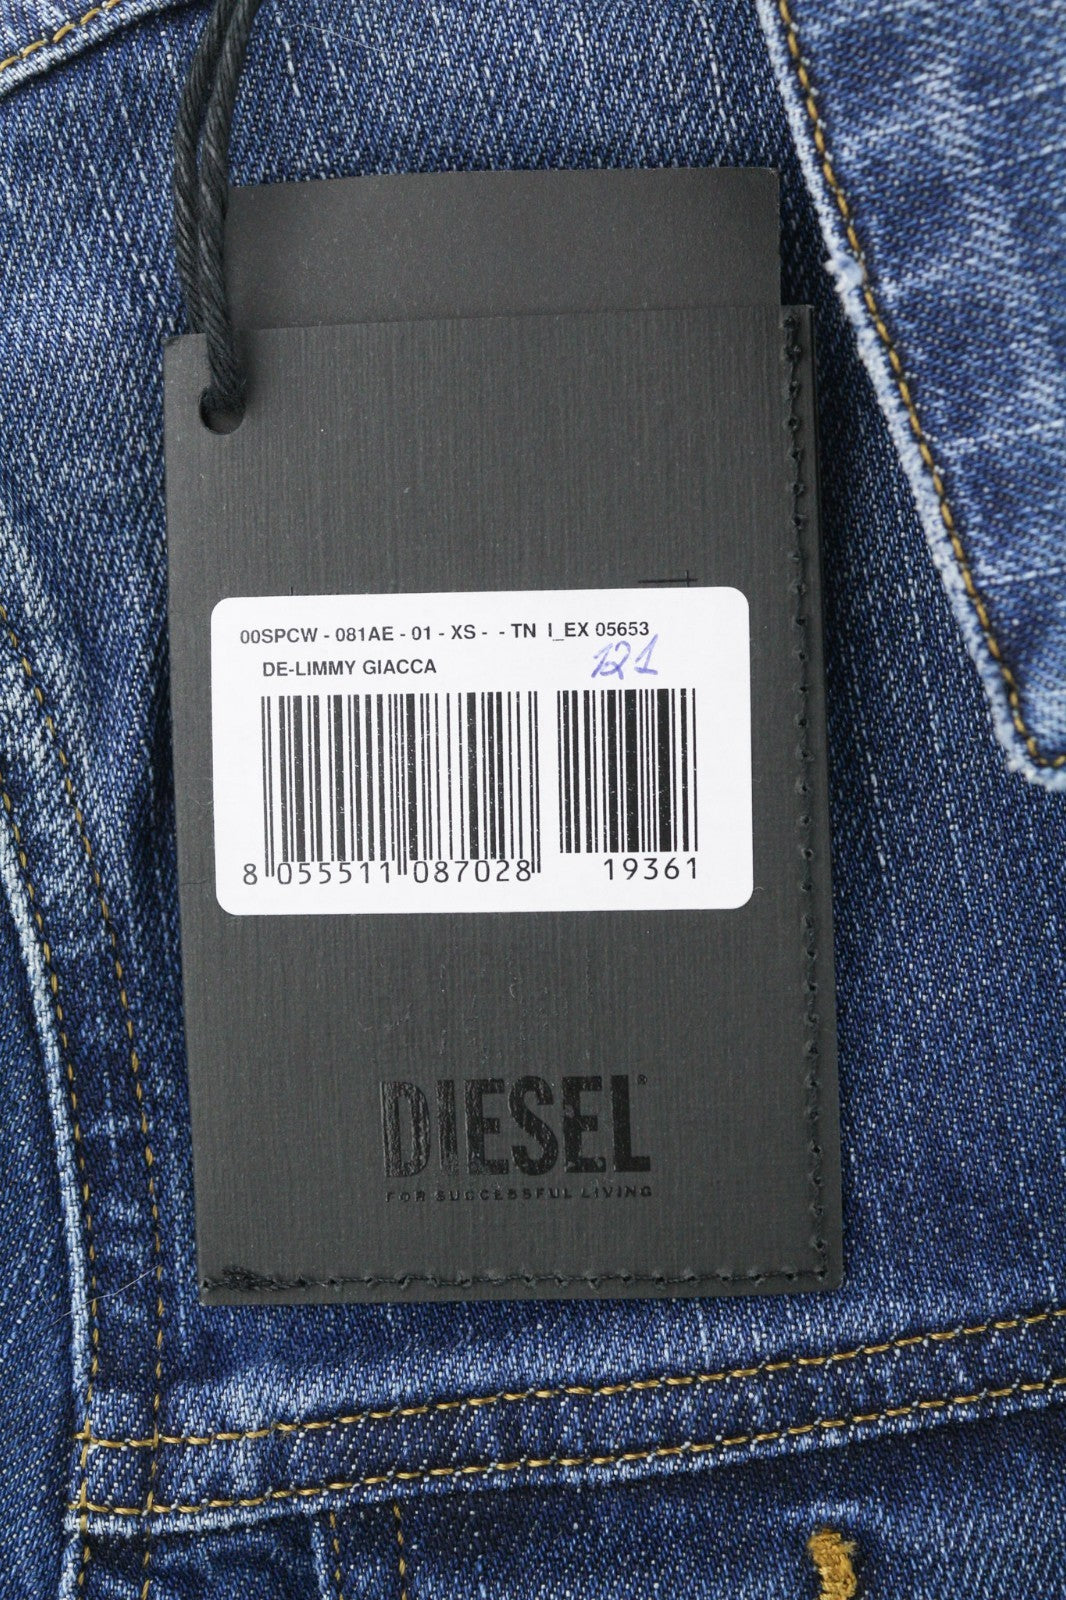 00SPCW - 081AE - 01 - XS - - TN I_EX 05653
121
DE-LIMMY GIACCA
8 055511 087028 19361
DIESEL®
FOR SUCCESSFUL LIVING